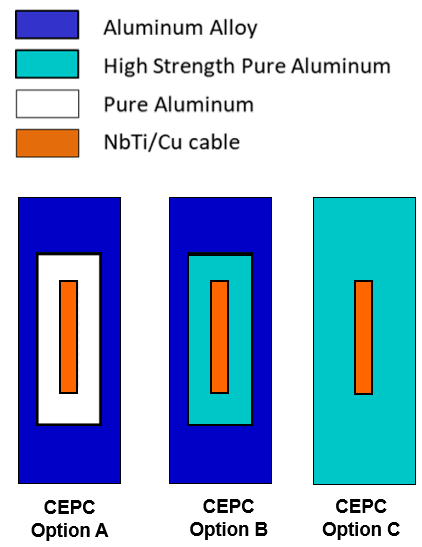 Aluminum Alloy
High Strength Pure Aluminum
Pure Aluminum
NbTi/Cu cable
CEPC
Option A
CEPC
Option B
CEPC
Option C